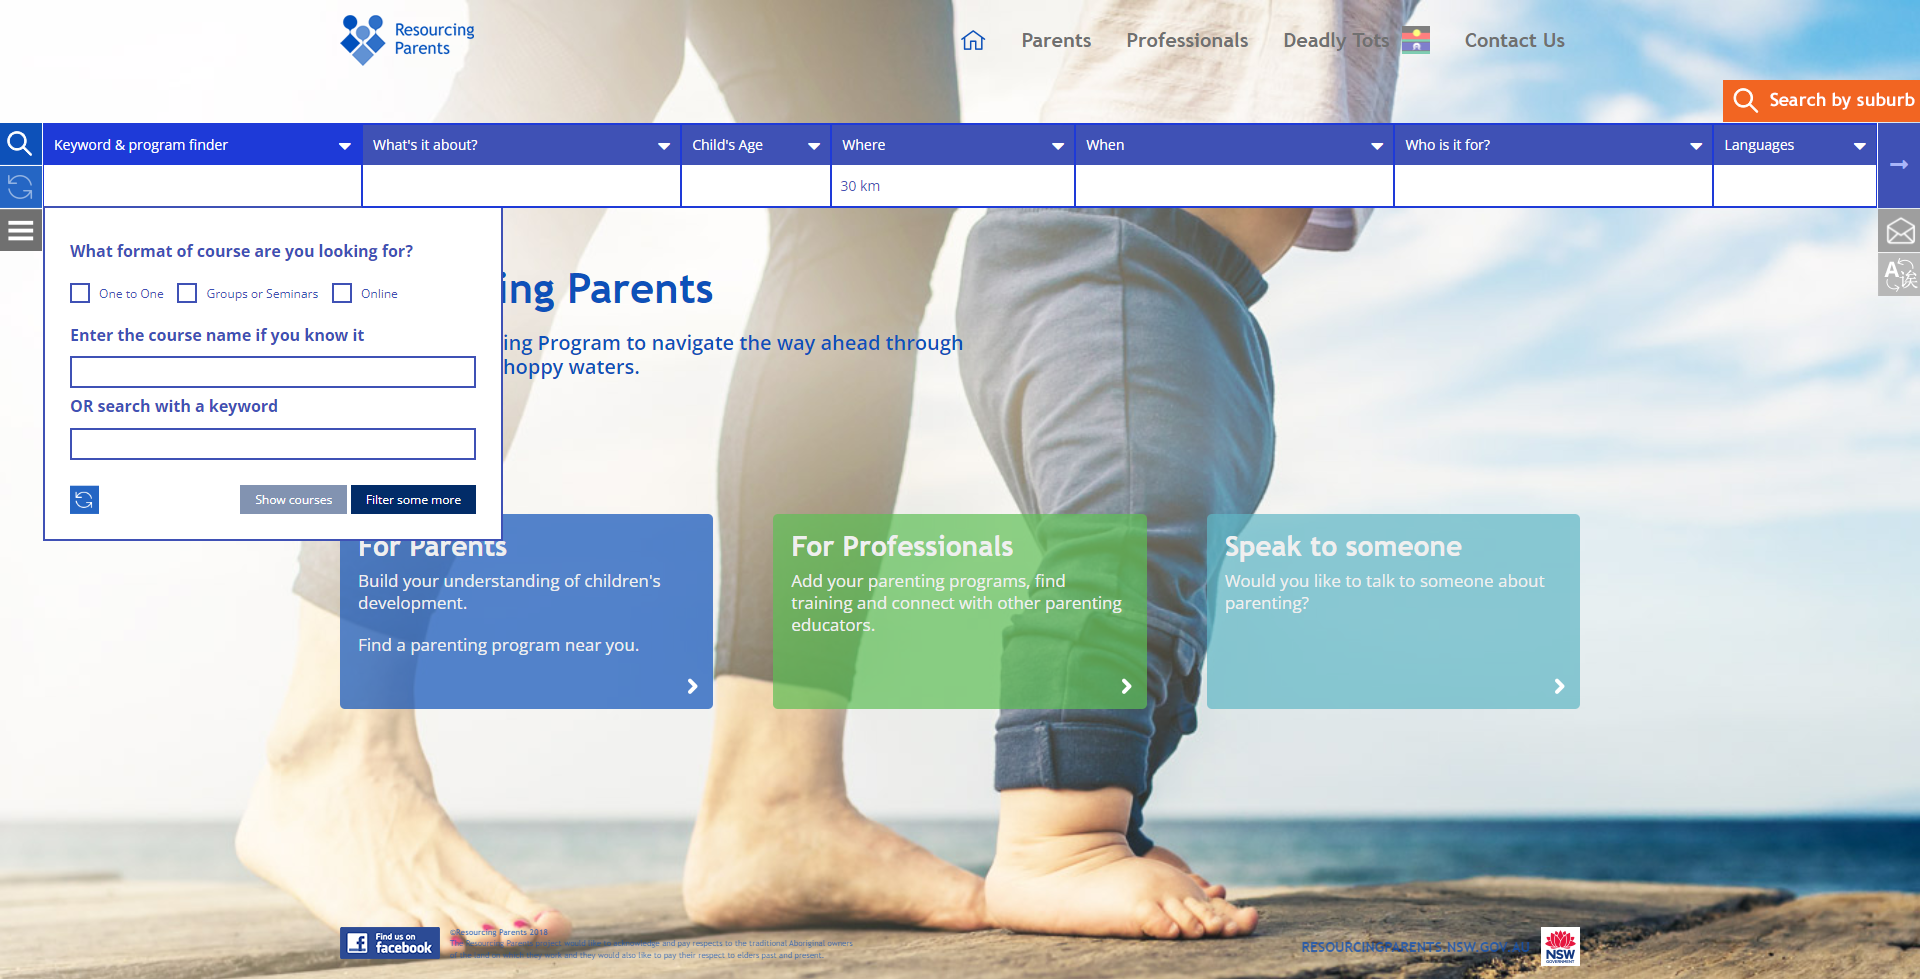 Resourcing
Parents
Parents
Professionals
Deadly Tots
Contact Us
Search by suburb
Keyword & program finder
What's it about?
Child's Age
Where
When
Who is it for?
Languages
30 km
What format of course are you looking for?
One to One
Groups or Seminars
Online
Enter the course name if you know it
OR search with a keyword
Show courses
Filter some more
ing Parents
ing Program to navigate the way ahead through
hoppy waters.
For Parents
Build your understanding of children's
development.
Find a parenting program near you.
For Professionals
Add your parenting programs, find
training and connect with other parenting
educators.
Speak to someone
Would you like to talk to someone about
parenting?
Find us on
facebook
©Resourcing Parents 2018
The Resourcing Parents project would like to acknowledge and pay respects to the traditional Aboriginal owners
of the land on which they work and they would also like to pay their respect to elders past and present.
RESOURCINGPARENTS.NSW.GOV.AU
NSW
GOVERNMENT